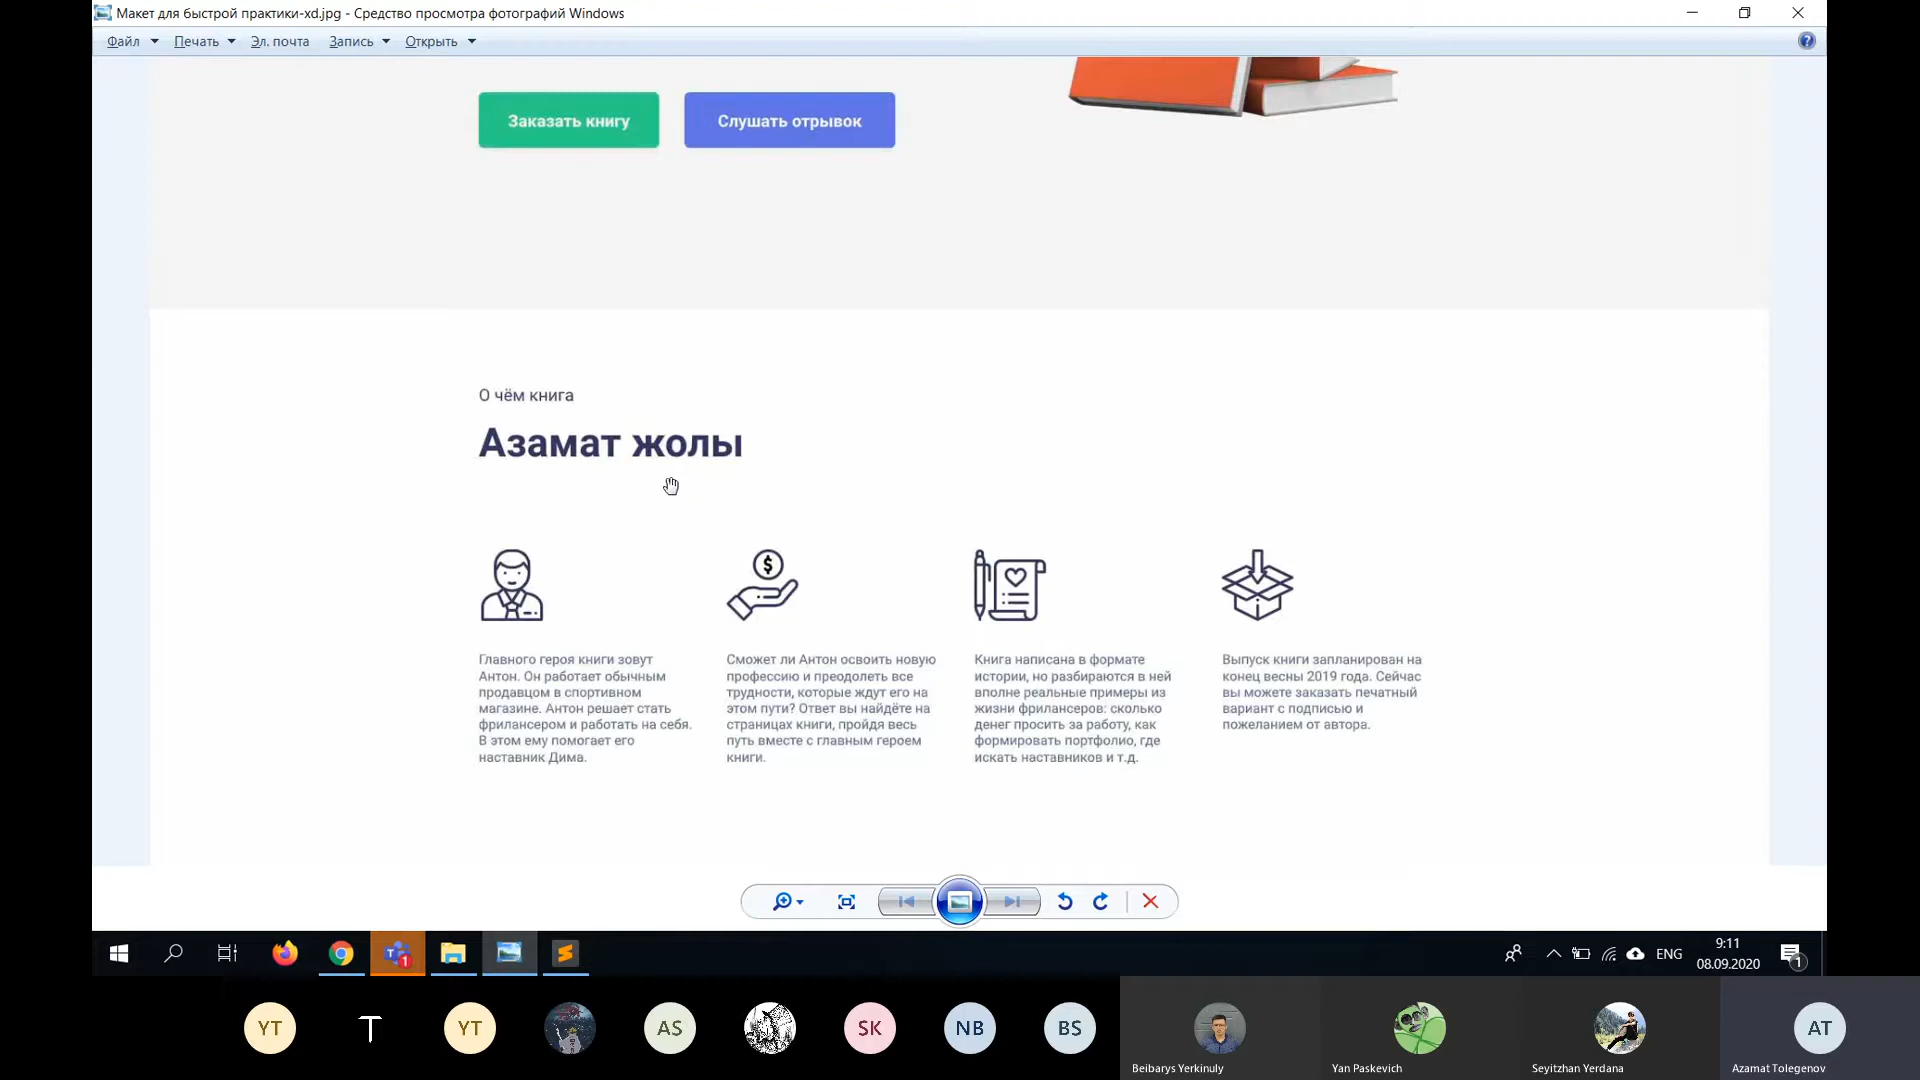 Макет для быстрой практики-xd.jpg - Средство просмотра фотографий Windows
Файл Печать Эл. почта Запись Открыть
Заказать книгу
Слушать отрывок
О чём книга
Азамат жолы
$
Главного героя книги зовут
Антон. Он работает обычным
продавцом в спортивном
магазине. Антон решает стать
фрилансером и работать на себя.
В этом ему помогает его
наставник Дима.
Сможет ли Антон освоить новую
профессию и преодолеть все
трудности, которые ждут его на
этом пути? Ответ вы найдёте на
страницах книги, пройдя весь
путь вместе с главным героем
книги.
Книга написана в формате
истории, но разбираются в ней
вполне реальные примеры из
жизни фрилансеров: сколько
денег просить за работу, как
формировать портфолио, где
искать наставников и т.д.
Выпуск книги запланирован на
конец весны 2019 года. Сейчас
вы можете заказать печатный
вариант с подписью и
пожеланием от автора.
1
ENG
9:11
08.09.2020
1
YT
T
YT
AS
SK
NB
BS
AT
Beibarys Yerkinuly
Yan Paskevich
Seyitzhan Yerdana
Azamat Tolegenov